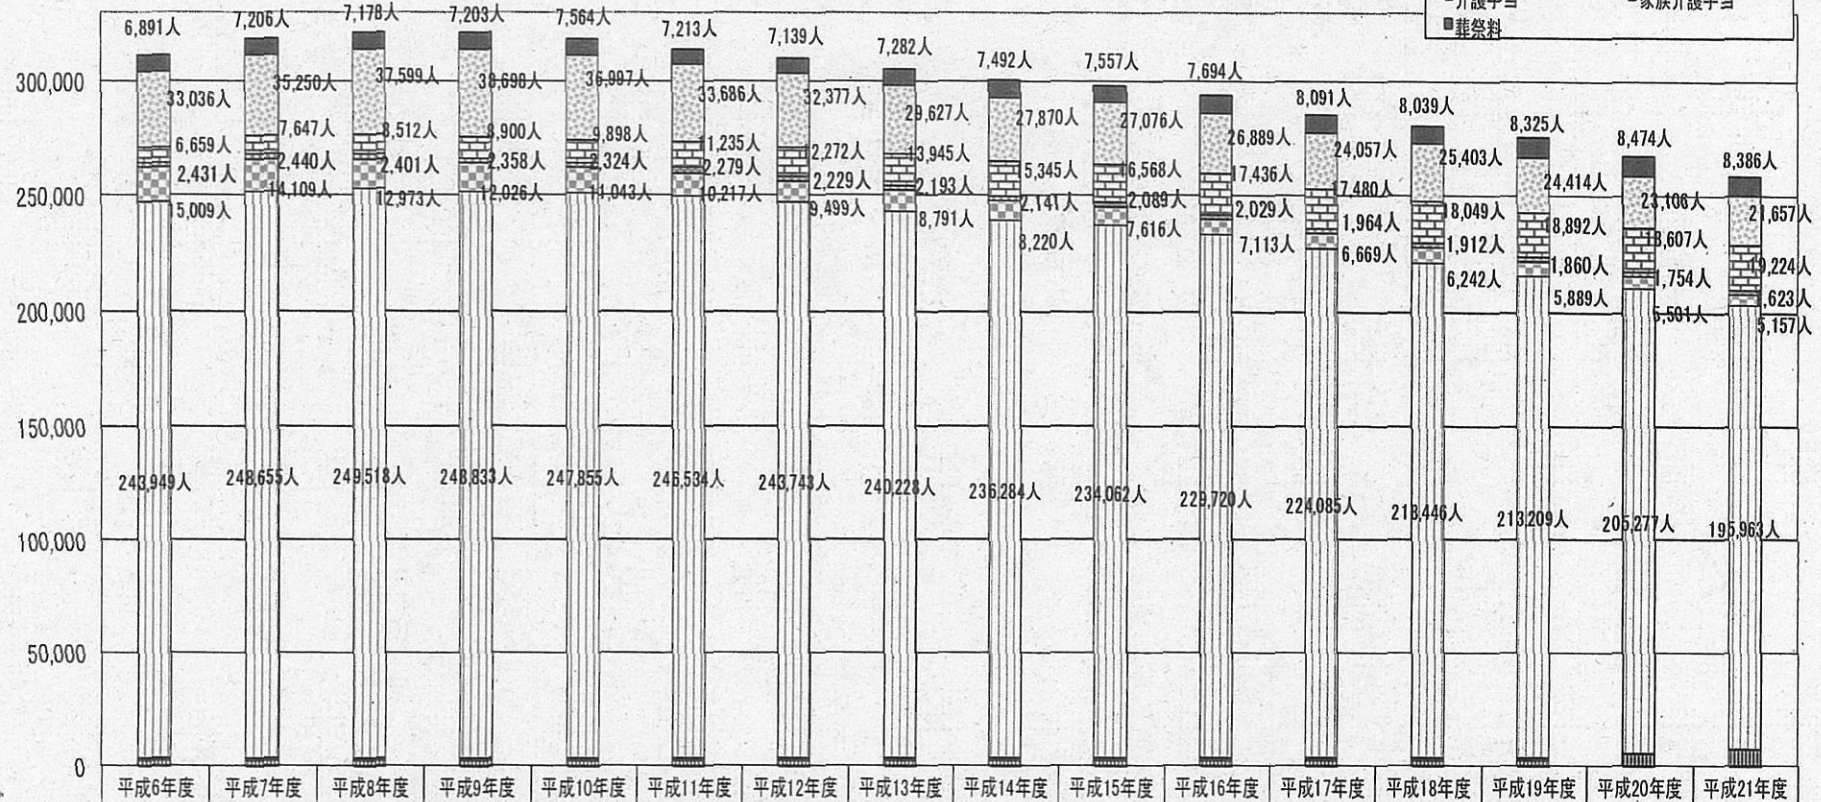 介護手当
家族介護手当
葬祭料
6,891人 7,206人 7,178人 7,203人 7,564人 7,213人 7,139人 7,282人 7,492人 7,557人 7,694人 8,091人 8,039人 8,325人 8,474人 8,386人
33,036人 35,250人 37,599人 38,698人 36,997人 33,686人 32,377人 29,627人 27,870人 27,076人 26,889人 24,057人 25,403人 24,414人 23,108人 21,657人
6,659人 7,647人 8,512人 8,900人 9,898人 11,235人 12,272人 13,945人 15,345人 16,568人 17,436人 17,480人 18,049人 18,892人 18,607人 19,224人
2,431人 2,440人 2,401人 2,358人 2,324人 2,279人 2,229人 2,193人 2,141人 2,089人 2,029人 1,964人 1,912人 1,860人 1,754人 1,623人
15,009人 14,109人 12,973人 12,026人 11,043人 10,217人 9,499人 8,791人 8,220人 7,616人 7,113人 6,669人 6,242人 5,889人 5,501人 5,157人
243,949人 248,655人 249,518人 248,833人 247,855人 246,534人 243,743人 240,228人 236,284人 234,062人 229,720人 224,085人 218,446人 213,209人 205,277人 195,963人
300,000
250,000
200,000
150,000
100,000
50,000
0
平成6年度 平成7年度 平成8年度 平成9年度 平成10年度 平成11年度 平成12年度 平成13年度 平成14年度 平成15年度 平成16年度 平成17年度 平成18年度 平成19年度 平成20年度 平成21年度